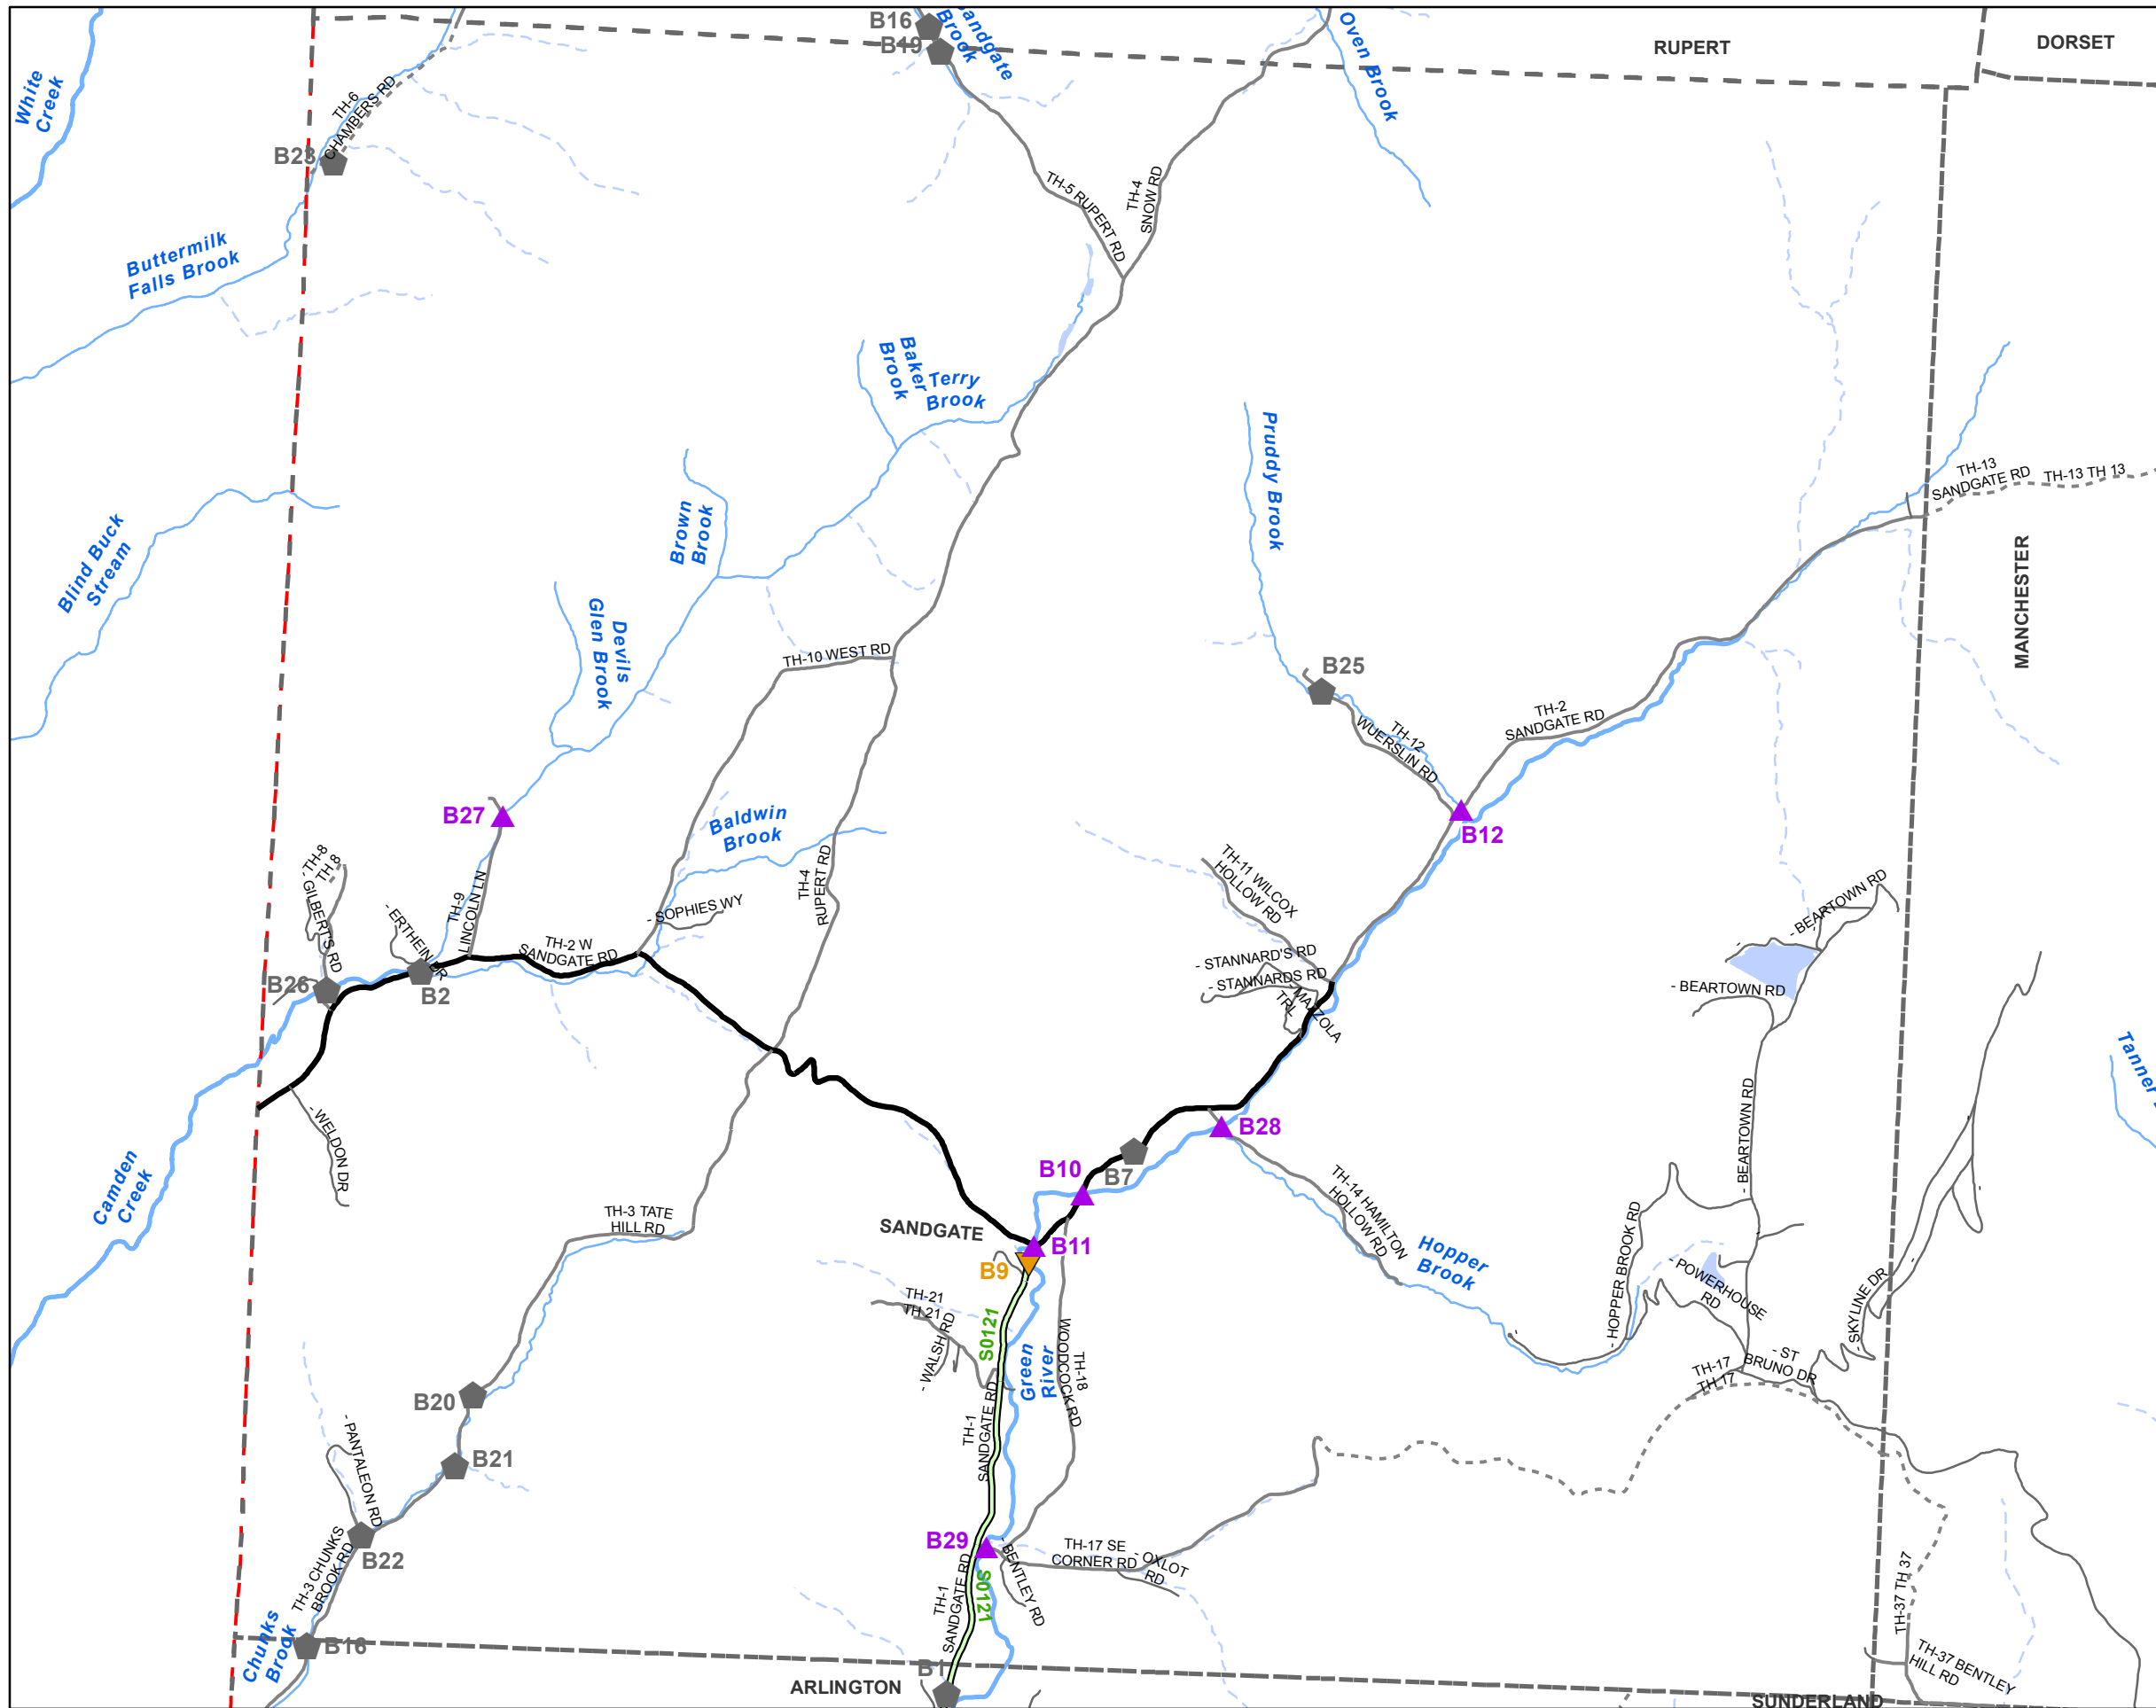 B16
Sandgate
Brook
B19
Oven Brook
RUPERT
DORSET
White
Creek
TH-6
CHAMBERS RD
B23
TH-5 RUPERT RD
TH-4
SNOW RD
Buttermilk
Falls Brook
Baker
Brook
Terry
Brook
Pruddy Brook
TH-13
SANDGATE RD
TH-13 TH 13
Blind Buck
Stream
Brown
Brook
MANCHESTER
Devils
Glen Brook
TH-10 WEST RD
B25
TH-2
SANDGATE RD
TH-12
WUERSLIN RD
B27
Baldwin
Brook
B12
TH-8
TH 8
- GILBERT'S RD
- ERTHEIN DR
TH-9
LINCOLN LN
- SOPHIES WY
TH-4
RUPERT RD
TH-11 WILCOX
HOLLOW RD
- BEARTOWN RD
TH-2 W
SANDGATE RD
- STANNARD'S RD
- STANNARDS RD
- MAZZOLA
TRL
B26
B2
- BEARTOWN RD
Tanner
- WELDON DR
- BEARTOWN RD
Camden
Creek
B28
B10
B7
TH-14 HAMILTON
HOLLOW RD
TH-3 TATE
HILL RD
SANDGATE
B11
B9
Hopper
Brook
- HOPPER BROOK RD
- POWERHOUSE
RD
- SKYLINE DR
TH-21
TH 21
- WALSH RD
S0121
Green
River
TH-18
WOODCOCK RD
- ST
BRUNO DR
TH-17
TH 17
B20
TH-1
SANDGATE RD
B21
- PANTALEON RD
B29
TH-17 SE
CORNER RD
- OXLOT
RD
- BENTLEY RD
B22
TH-3 CHUNKS
BROOK RD
TH-1
SANDGATE RD
S0121
TH-37 TH 37
Chunks
Brook
B16
TH-37 BENTLEY
HILL RD
B1
ARLINGTON
SUNDERLAND